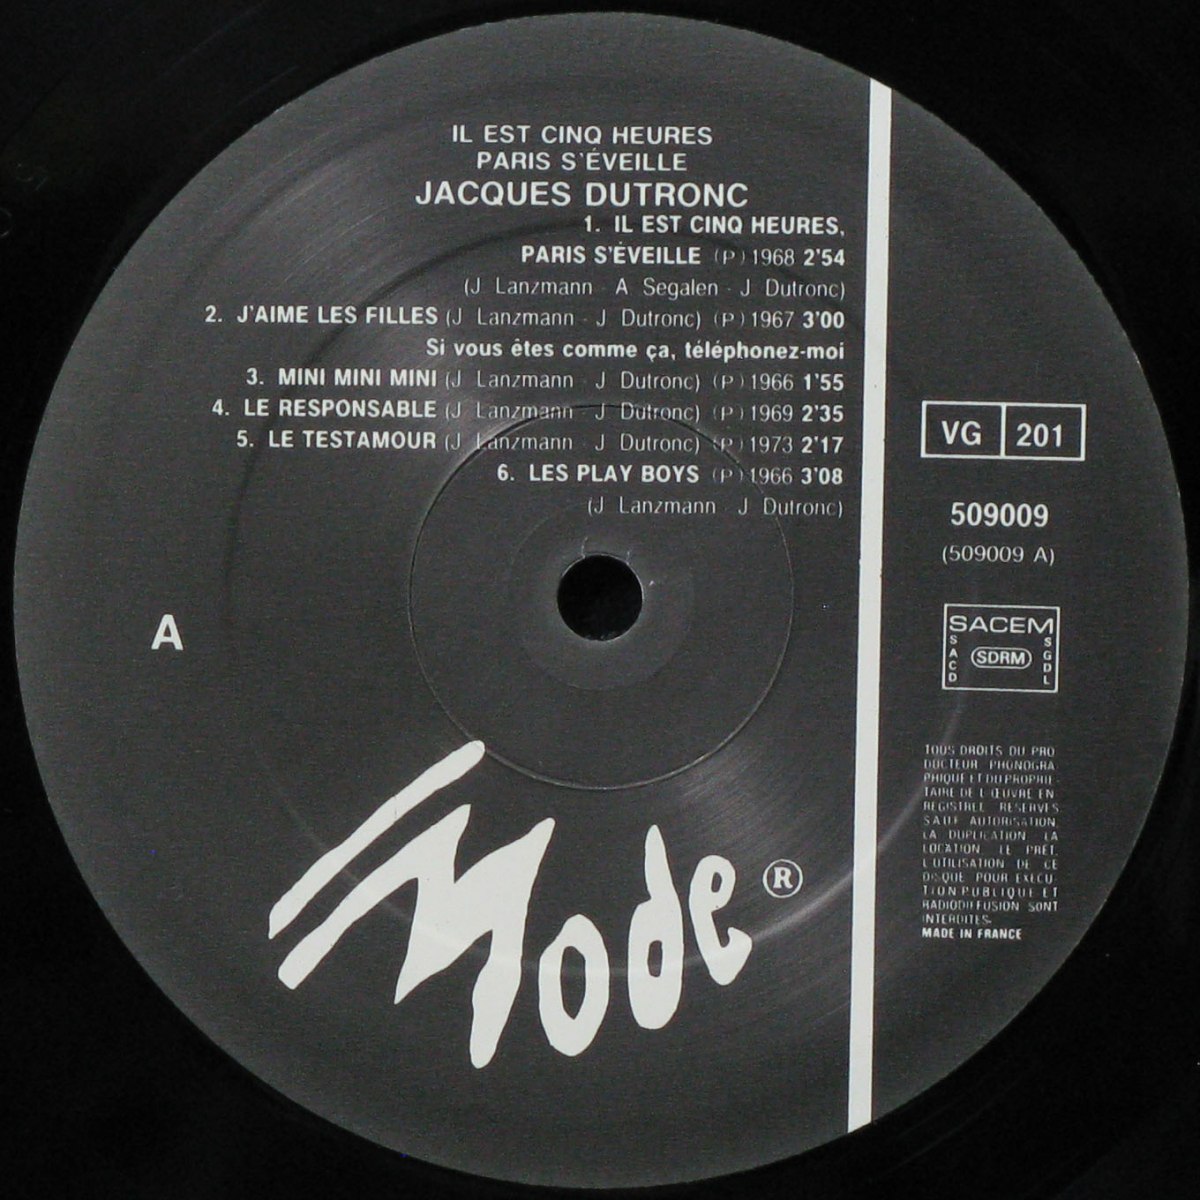 IL EST CINQ HEURES
PARIS S'ÉVEILLE
JACQUES DUTRONC
1. IL EST CINQ HEURES,
PARIS S'ÉVEILLE (P) 1968 2'54
(J Lanzmann - A Segalen - J Dutronc)
2. J'AIME LES FILLES (J Lanzmann - J Dutronc) (P) 1967 3'00
Si vous êtes comme ça, téléphonez-moi
3. MINI MINI MINI (J Lanzmann - J Dutronc) (P) 1966 1'55
4. LE RESPONSABLE (J Lanzmann - J Dutronc) (P) 1969 2'35
5. LE TESTAMOUR (J Lanzmann - J Dutronc) (P) 1973 2'17
6. LES PLAY BOYS (P) 1966 3'08
(J Lanzmann J Dutronc)
VG 201
509009
(509009 A)
A
SACEM
SACD
SDRM
SGDL
TOUS DROITS DU PRO
DUCTEUR PHONOGRA
PHIQUE ET DU PROPRIE
TAIRE DE L'ŒUVRE EN
REGISTREE RESERVES
SAUF AUTORISATION
LA DUPLICATION LA
LOCATION, LE PRET,
L'UTILISATION DE CE
DISQUE POUR EXECU-
TION PUBLIQUE ET
RADIODIFFUSION SONT
INTERDITES.
MADE IN FRANCE
Mode ®